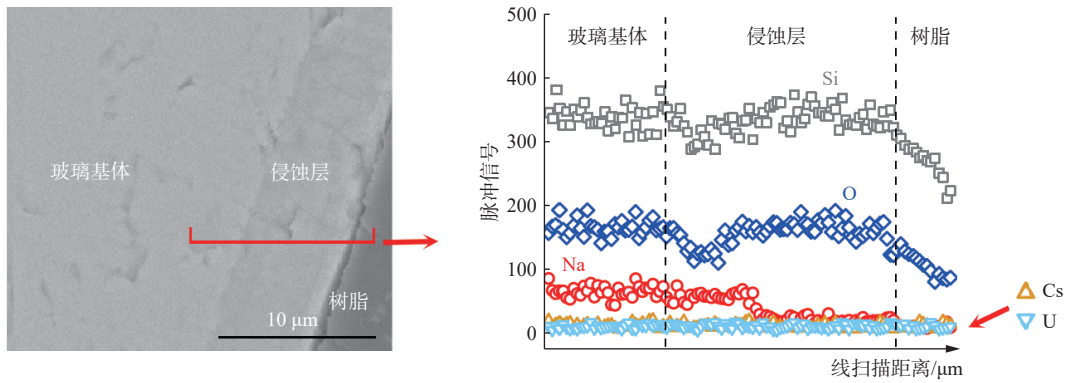 玻璃基体
侵蚀层
树脂
10 μm
500
400
300
200
100
0
脉冲信号
玻璃基体
侵蚀层
树脂
Si
O
Na
Cs
U
线扫描距离/μm